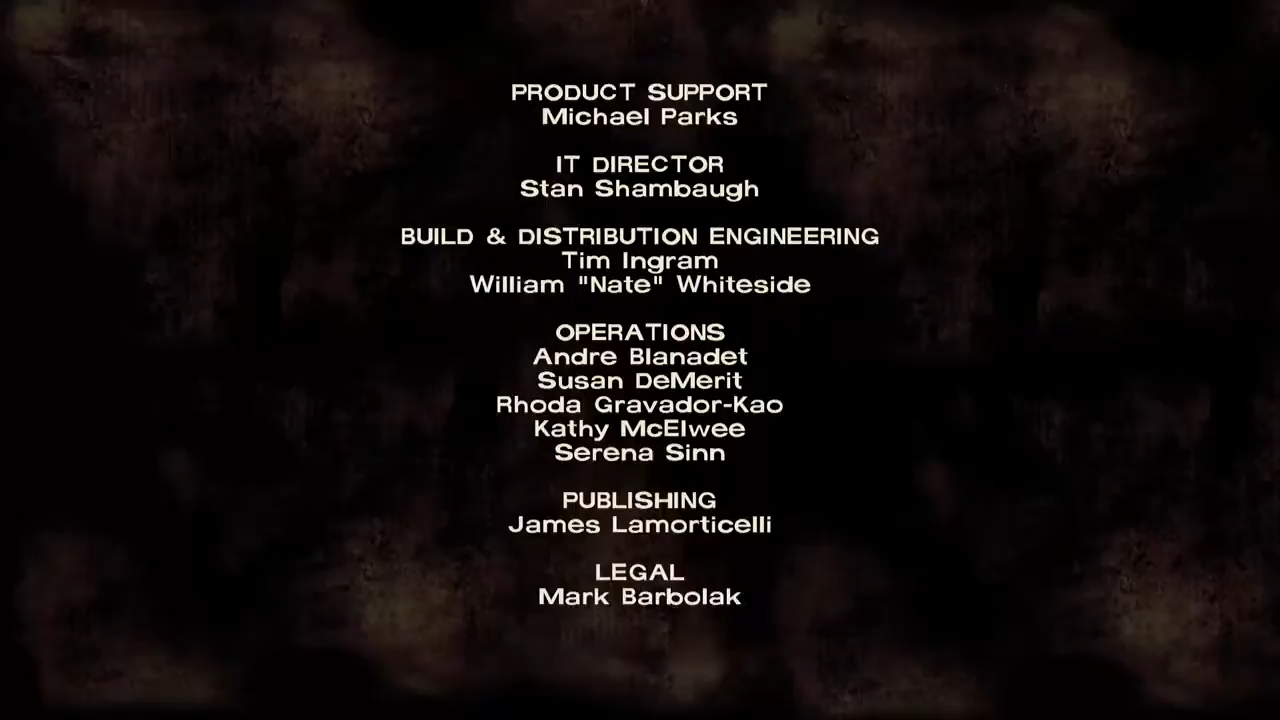 PRODUCT SUPPORT
Michael Parks
IT DIRECTOR
Stan Shambaugh
BUILD & DISTRIBUTION ENGINEERING
Tim Ingram
William "Nate" Whiteside
OPERATIONS
Andre Blanadet
Susan DeMerit
Rhoda Gravador-Kao
Kathy McElwee
Serena Sinn
PUBLISHING
James Lamorticelli
LEGAL
Mark Barbolak